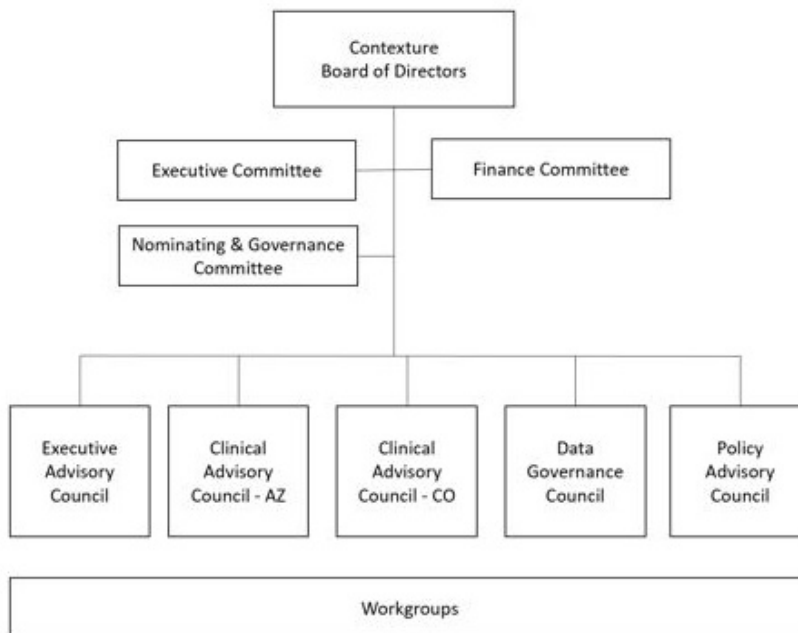 Contexture
Board of Directors
Executive Committee
Finance Committee
Nominating & Governance
Committee
Executive
Advisory
Council
Clinical
Advisory
Council - AZ
Clinical
Advisory
Council - CO
Data
Governance
Council
Policy
Advisory
Council
Workgroups